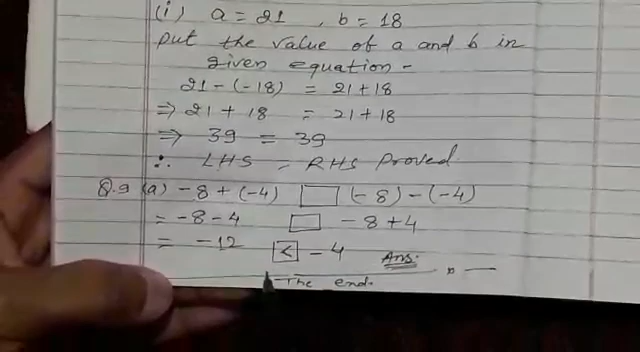 (i) a = 21 , b = 18
put the value of a and b in
given equation -
21 - (-18) = 21 + 18
⇒ 21 + 18 = 21 + 18
⇒ 39 = 39
∴ LHS = RHS Proved
Q.9 (a) -8 + (-4) □ (-8) - (-4)
= -8 - 4 □ -8 + 4
= -12 [<] -4 Ans.
The end.